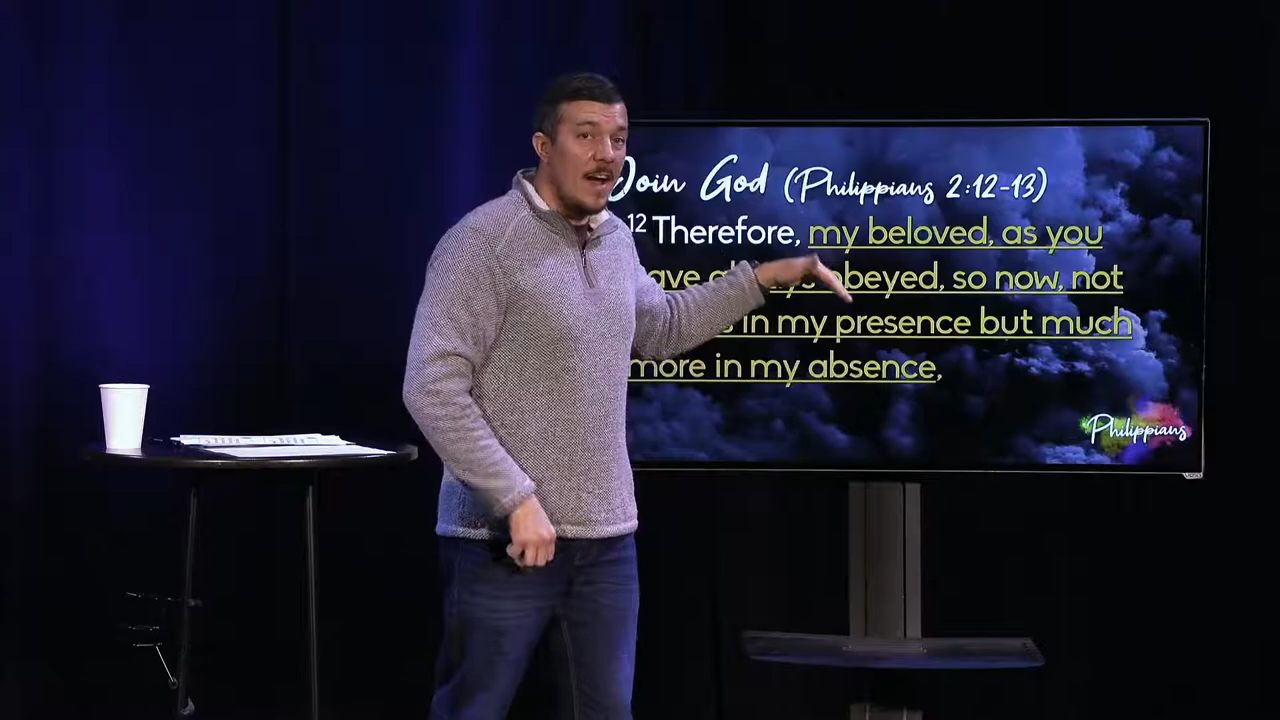 Join God (Philippians 2:12-13)
12 Therefore, my beloved, as you
obeyed, so now, not
in my presence but much
more in my absence,
Philippians